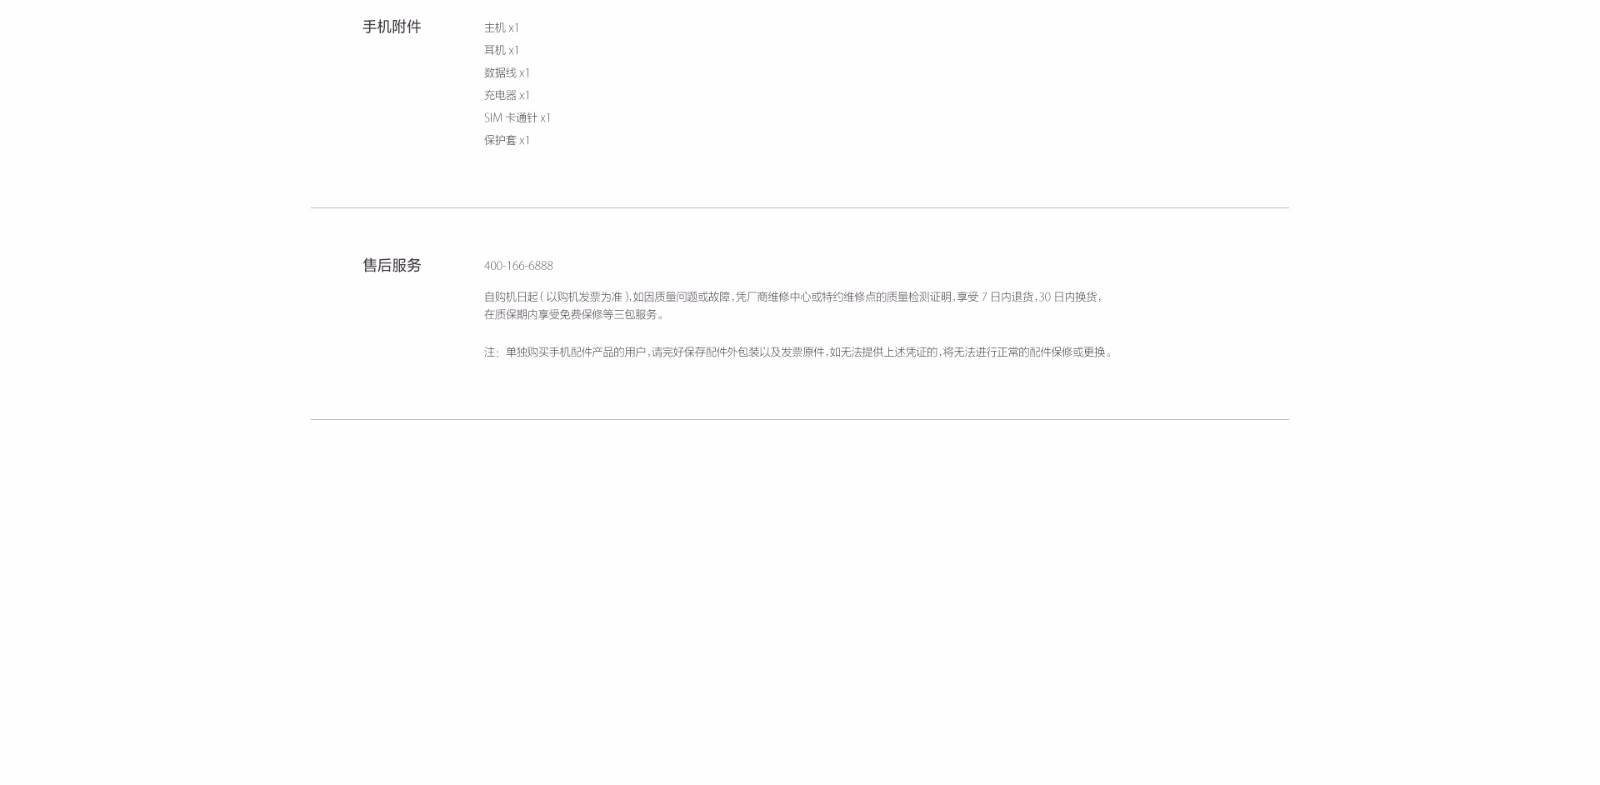 手机附件
主机 x1
耳机 x1
数据线 x1
充电器 x1
SIM 卡通针 x1
保护套 x1
售后服务
400-166-6888
自购机日起（以购机发票为准），如因质量问题或故障，凭厂商维修中心或特约维修点的质量检测证明，享受 7 日内退货，30 日内换货，
在质保期内享受免费保修等三包服务。
注：单独购买手机配件产品的用户，请完好保存配件外包装以及发票原件，如无法提供上述凭证的，将无法进行正常的配件保修或更换。